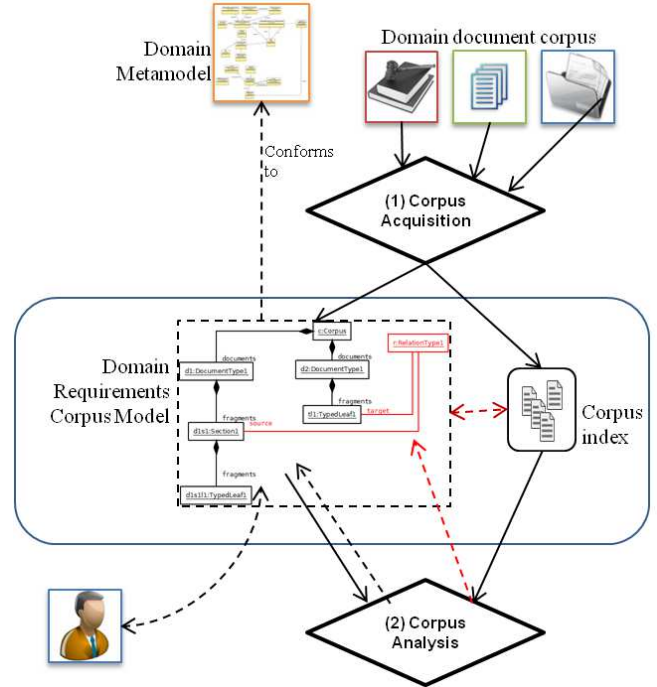 Domain
Metamodel
Domain document corpus
Conforms
to
(1) Corpus
Acquisition
Domain
Requirements
Corpus Model
c:Corpus
r:RelationType1
documents
documents
d1:DocumentType1
d2:DocumentType1
fragments
fragments
tl1:TypedLeaf1
target
d1s1:Section1
source
fragments
d1s1l1:TypedLeaf1
Corpus
index
(2) Corpus
Analysis